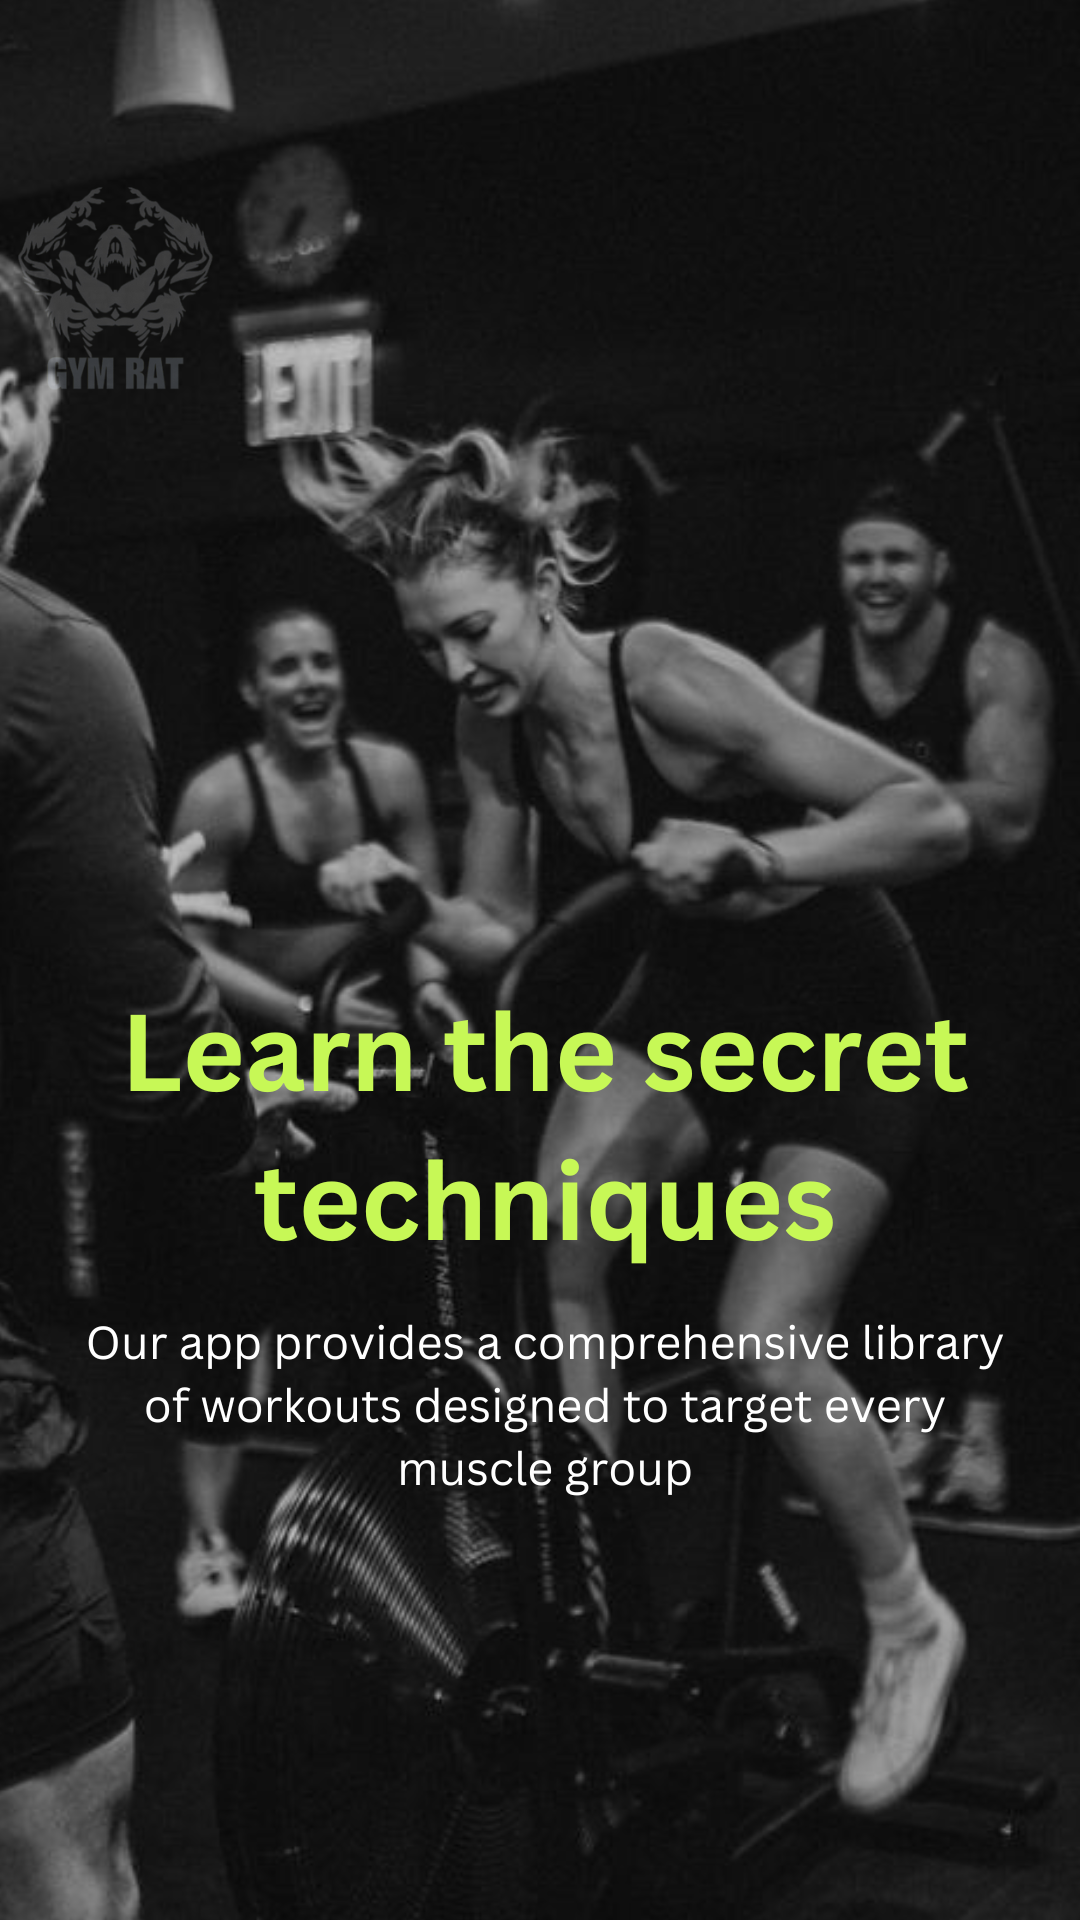 GYM RAT
EXIT
Learn the secret
techniques
Our app provides a comprehensive library
of workouts designed to target every
muscle group